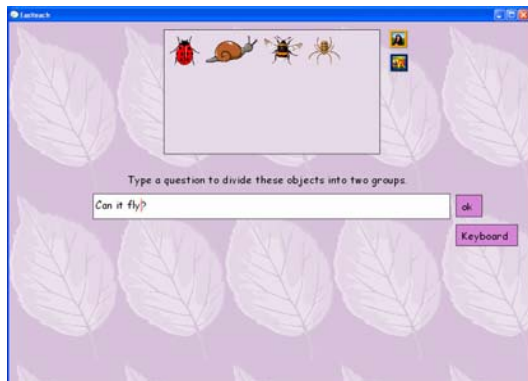 Easiteach
Type a question to divide these objects into two groups.
Can it fly?
ok
Keyboard